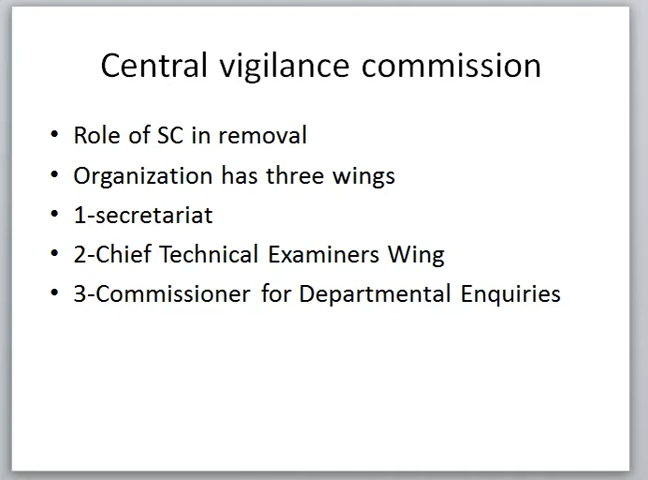 Central vigilance commission
• Role of SC in removal
• Organization has three wings
• 1-secretariat
• 2-Chief Technical Examiners Wing
• 3-Commissioner for Departmental Enquiries